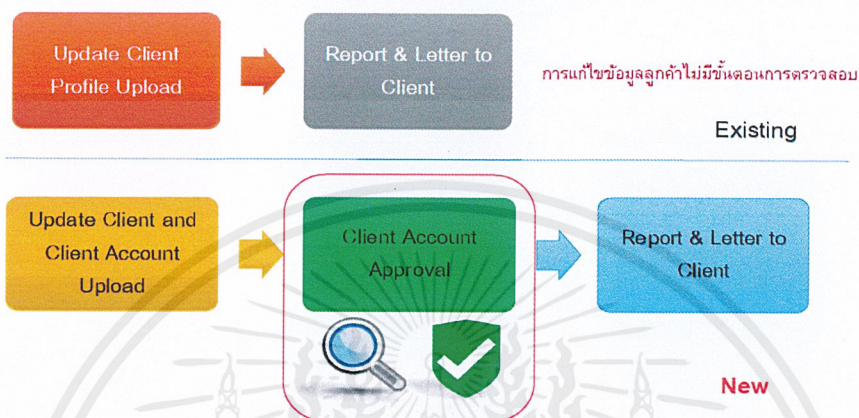 Update Client
Profile Upload
Report & Letter to
Client
การแก้ไขข้อมูลลูกค้าไม่มีขั้นตอนการตรวจสอบ
Existing
Update Client and
Client Account
Upload
Client Account
Approval
Report & Letter to
Client
New